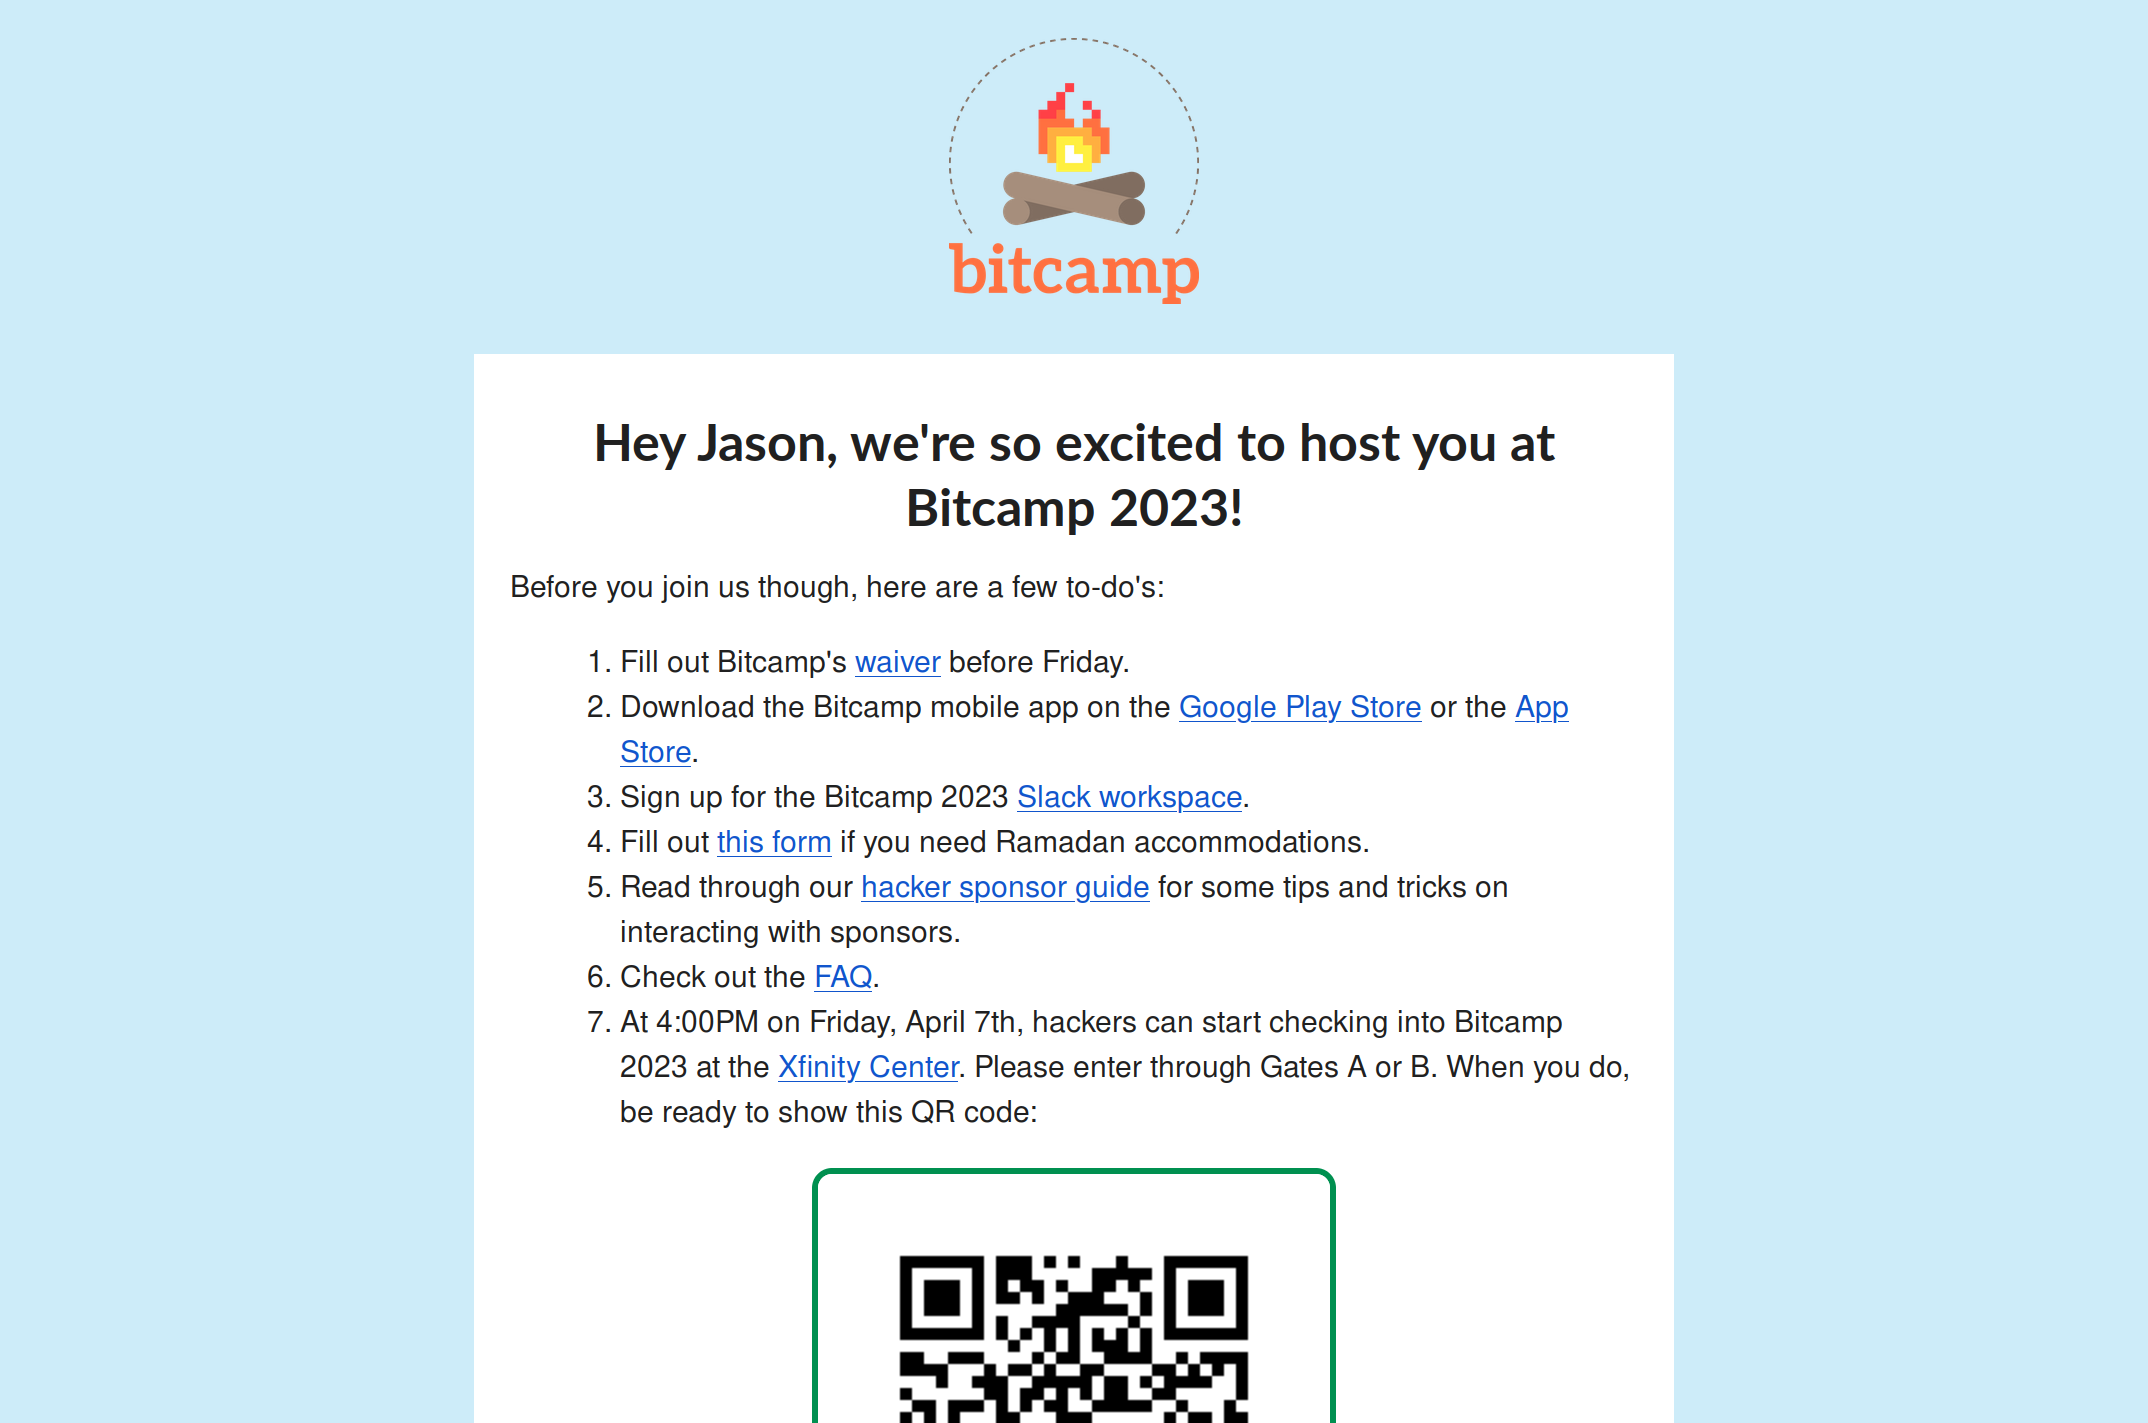 bitcamp
Hey Jason, we're so excited to host you at
Bitcamp 2023!
Before you join us though, here are a few to-do's:
1. Fill out Bitcamp's waiver before Friday.
2. Download the Bitcamp mobile app on the Google Play Store or the App
Store.
3. Sign up for the Bitcamp 2023 Slack workspace.
4. Fill out this form if you need Ramadan accommodations.
5. Read through our hacker sponsor guide for some tips and tricks on
interacting with sponsors.
6. Check out the FAQ.
7. At 4:00PM on Friday, April 7th, hackers can start checking into Bitcamp
2023 at the Xfinity Center. Please enter through Gates A or B. When you do,
be ready to show this QR code: